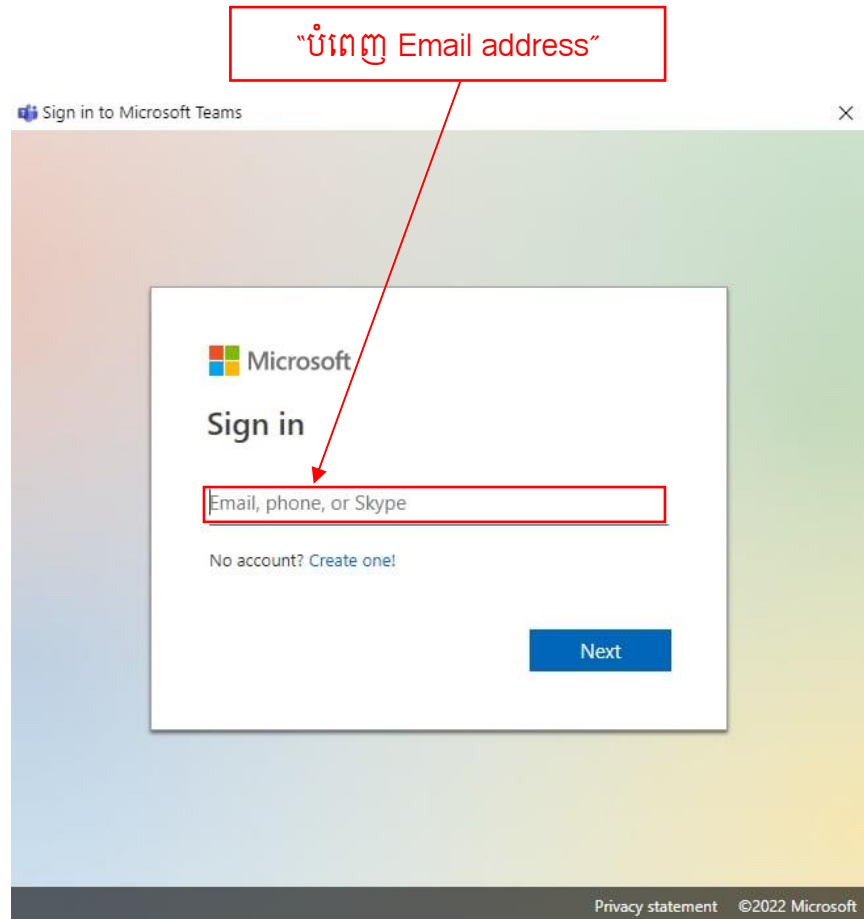 “បំពេញ Email address”
Sign in to Microsoft Teams
Microsoft
Sign in
Email, phone, or Skype
No account? Create one!
Next
Privacy statement ©2022 Microsoft